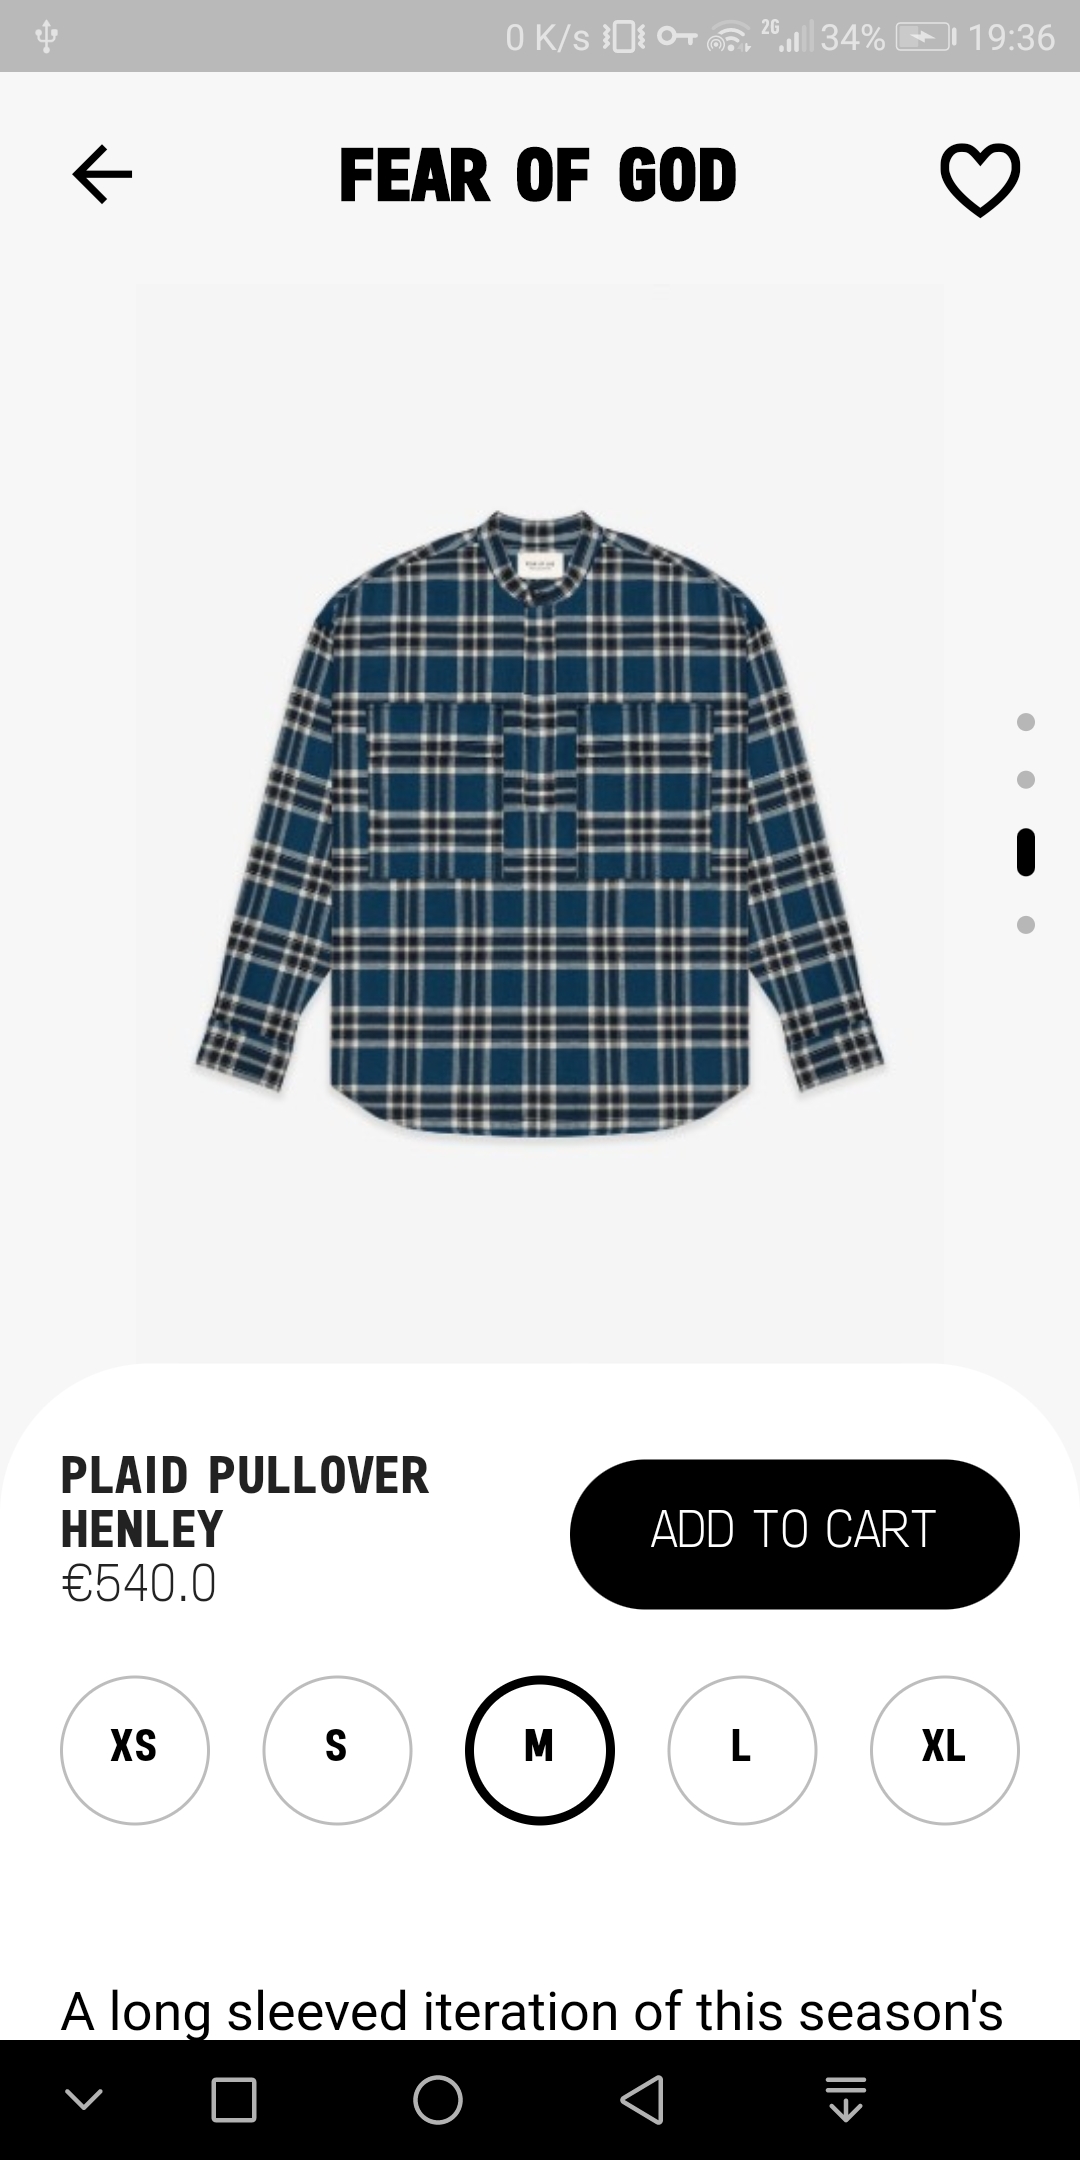 0 K/s 2G 34% 19:36
FEAR OF GOD
PLAID PULLOVER
HENLEY
€540.0
ADD TO CART
XS S M L XL
A long sleeved iteration of this season's